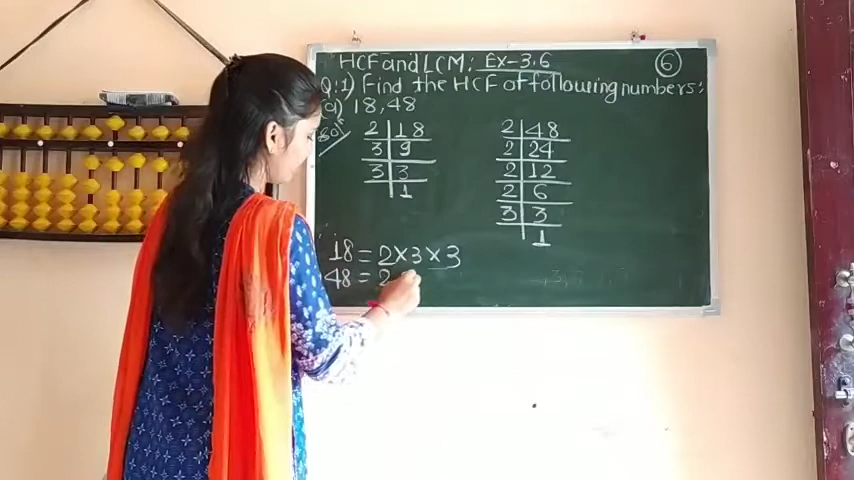 HCF and LCM: Ex-3.6
6
Q.1) Find the HCF of following numbers:
(a) 18, 48
Solⁿ
2 | 18
3 | 9
3 | 3
1
2 | 48
2 | 24
2 | 12
2 | 6
3 | 3
1
18 = 2×3×3
48 = 2